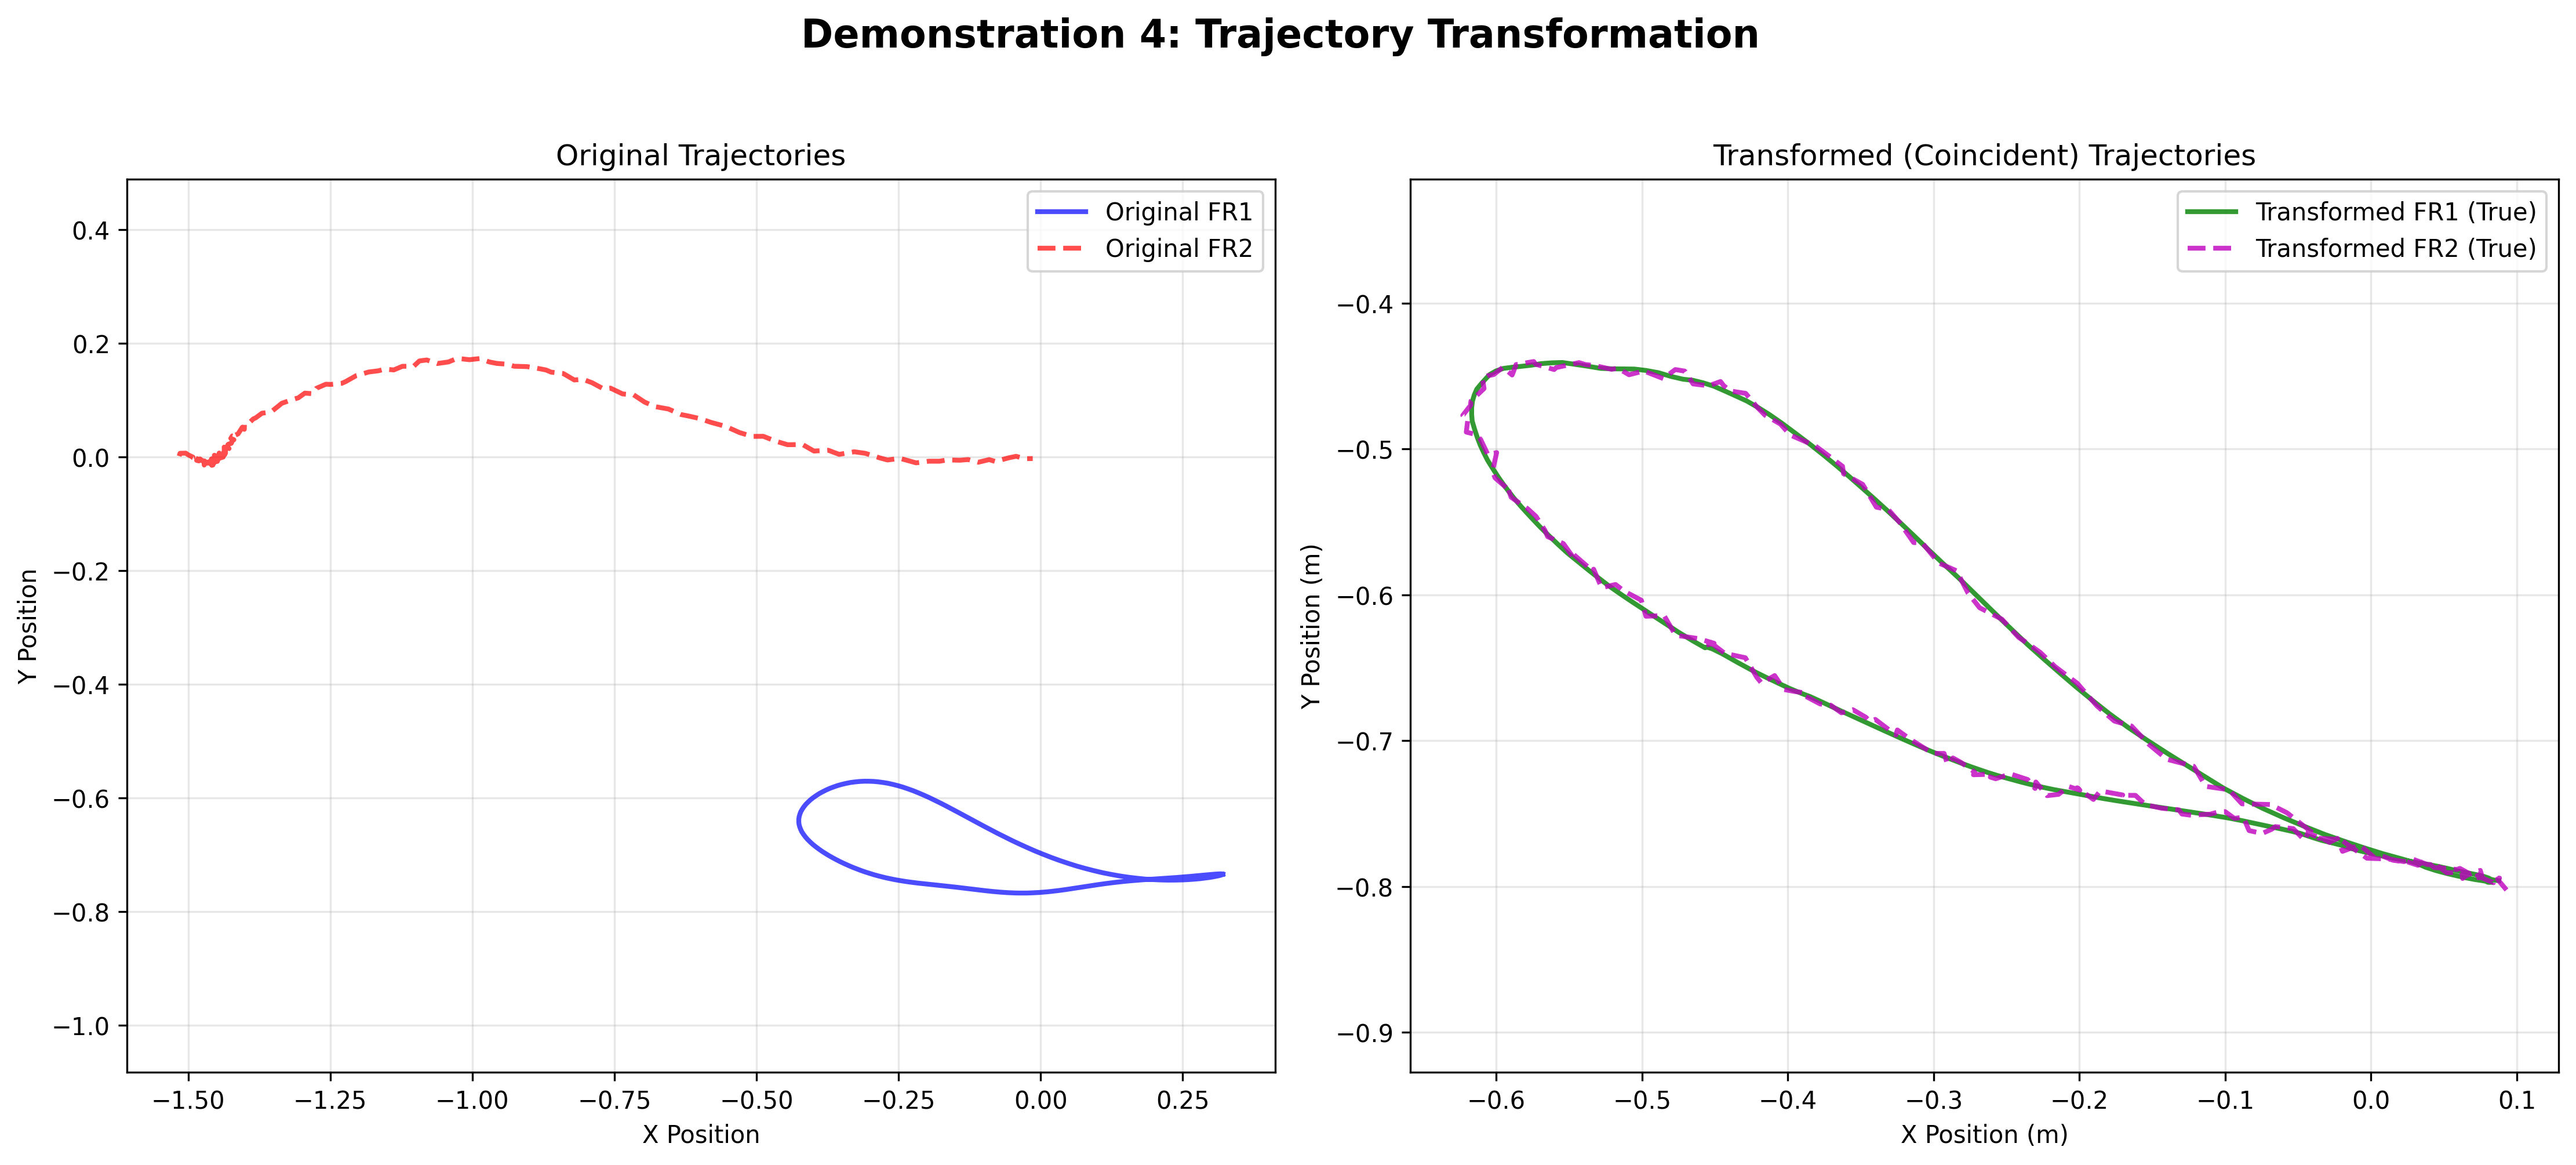 Demonstration 4: Trajectory Transformation
Original Trajectories
Original FR1
Original FR2
0.4
0.2
0.0
−0.2
−0.4
−0.6
−0.8
−1.0
Y Position
−1.50
−1.25
−1.00
−0.75
−0.50
−0.25
0.00
0.25
X Position
Transformed (Coincident) Trajectories
Transformed FR1 (True)
Transformed FR2 (True)
−0.4
−0.5
−0.6
−0.7
−0.8
−0.9
Y Position (m)
−0.6
−0.5
−0.4
−0.3
−0.2
−0.1
0.0
0.1
X Position (m)